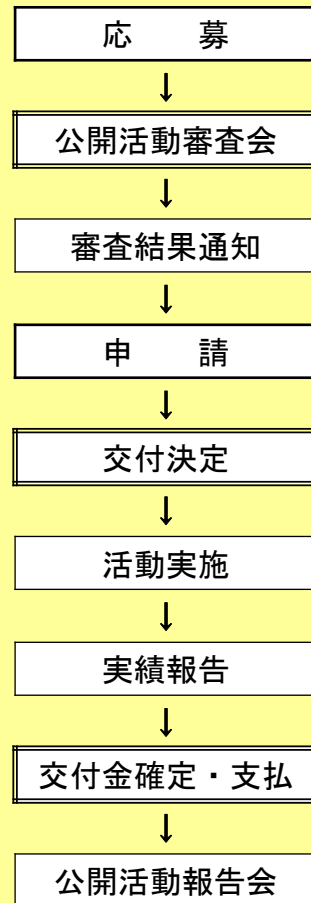 応　　募
↓
公開活動審査会
↓
審査結果通知
↓
申　　請
↓
交付決定
↓
活動実施
↓
実績報告
↓
交付金確定・支払
↓
公開活動報告会